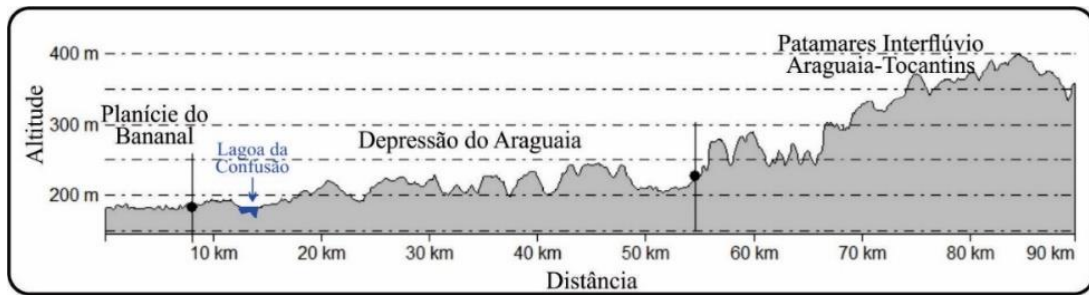 400 m
300 m
200 m
Altitude
Planície do
Bananal
Lagoa da
Confusão
Depressão do Araguaia
Patamares Interflúvio
Araguaia-Tocantins
10 km
20 km
30 km
40 km
50 km
60 km
70 km
80 km
90 km
Distância